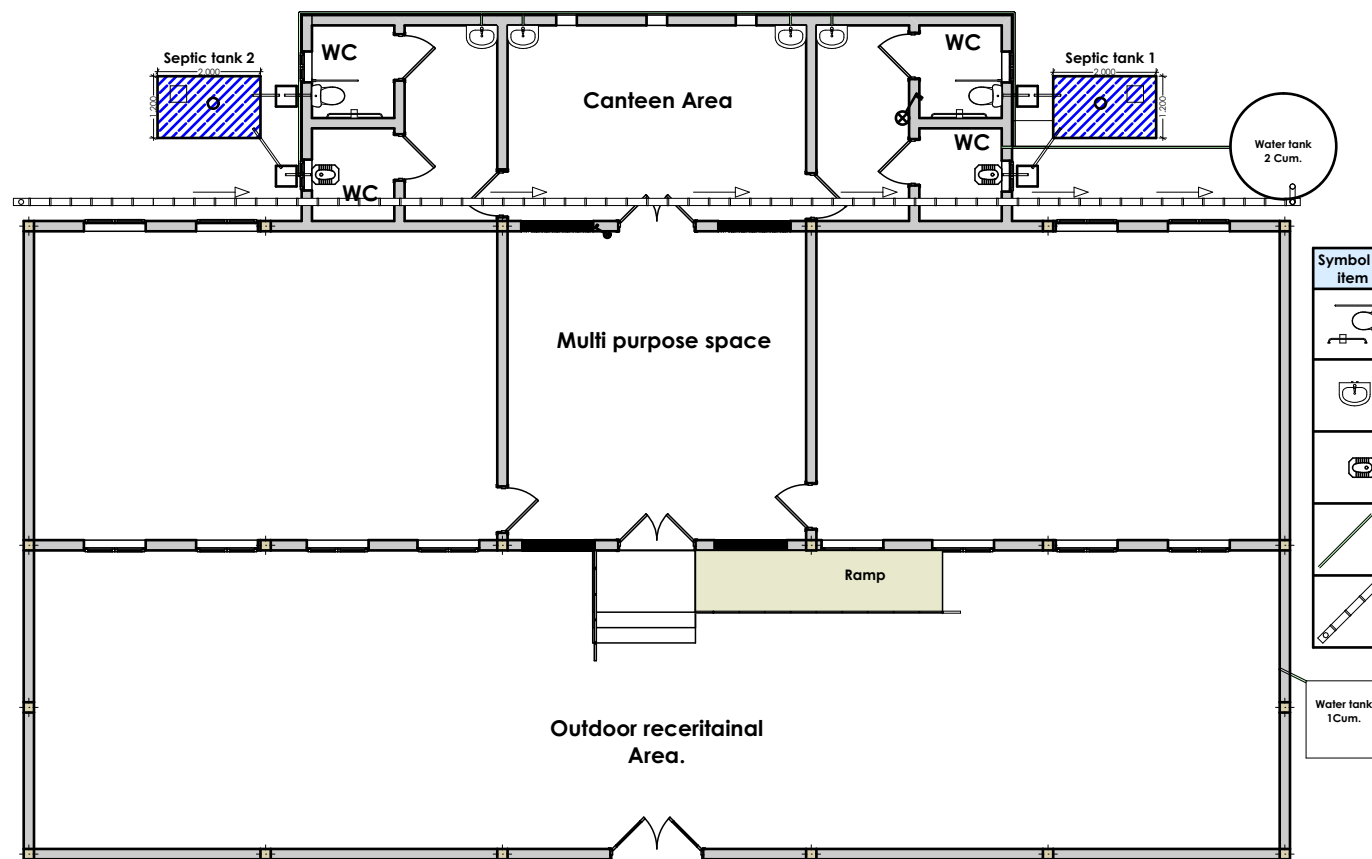 WC
WC
Septic tank 2
Septic tank 1
2.000
2.000
1.200
1.200
Canteen Area
WC
WC
Water tank
2 Cum.
Symbol
item
Multi purpose space
Ramp
Water tank
1Cum.
Outdoor receritainal
Area.